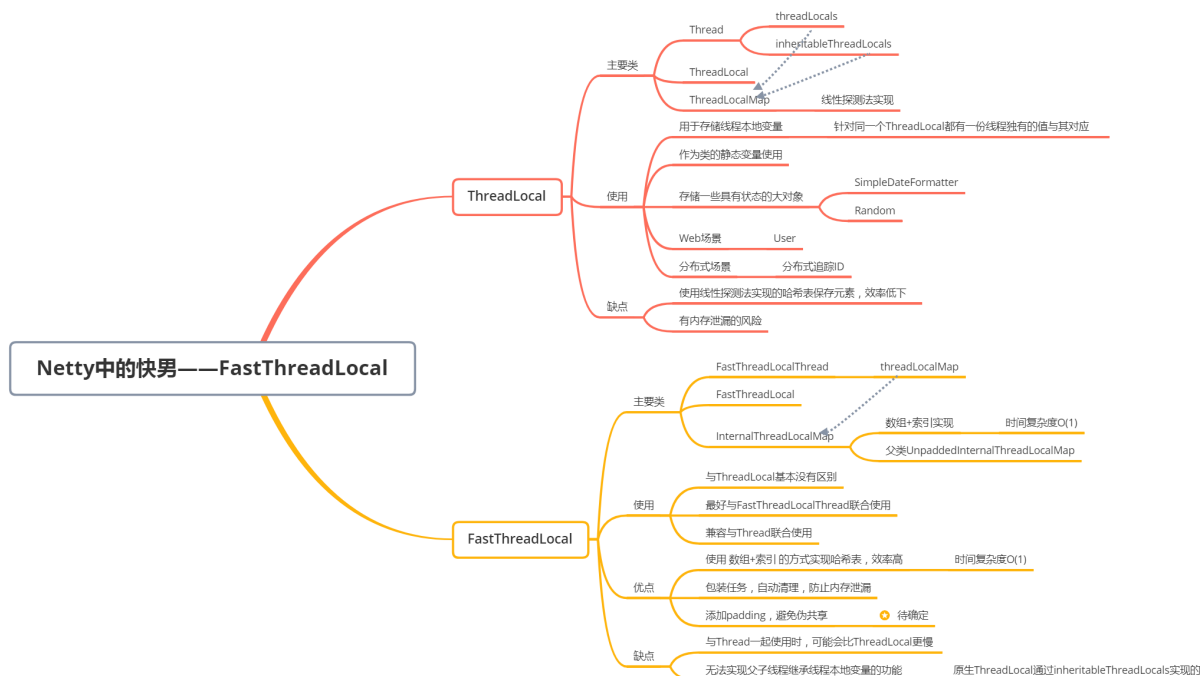 Netty中的快男——FastThreadLocal
ThreadLocal
主要类
Thread
threadLocals
inheritableThreadLocals
ThreadLocal
ThreadLocalMap
线性探测法实现
使用
用于存储线程本地变量
针对同一个ThreadLocal都有一份线程独有的值与其对应
作为类的静态变量使用
存储一些具有状态的大对象
SimpleDateFormatter
Random
Web场景
User
分布式场景
分布式追踪ID
缺点
使用线性探测法实现的哈希表保存元素，效率低下
有内存泄漏的风险
FastThreadLocal
主要类
FastThreadLocalThread
threadLocalMap
FastThreadLocal
InternalThreadLocalMap
数组+索引实现
时间复杂度O(1)
父类UnpaddedInternalThreadLocalMap
使用
与ThreadLocal基本没有区别
最好与FastThreadLocalThread联合使用
兼容与Thread联合使用
优点
使用 数组+索引 的方式实现哈希表，效率高
时间复杂度O(1)
包装任务，自动清理，防止内存泄漏
添加padding，避免伪共享
待确定
缺点
与Thread一起使用时，可能会比ThreadLocal更慢
无法实现父子线程继承线程本地变量的功能
原生ThreadLocal通过inheritableThreadLocals实现的